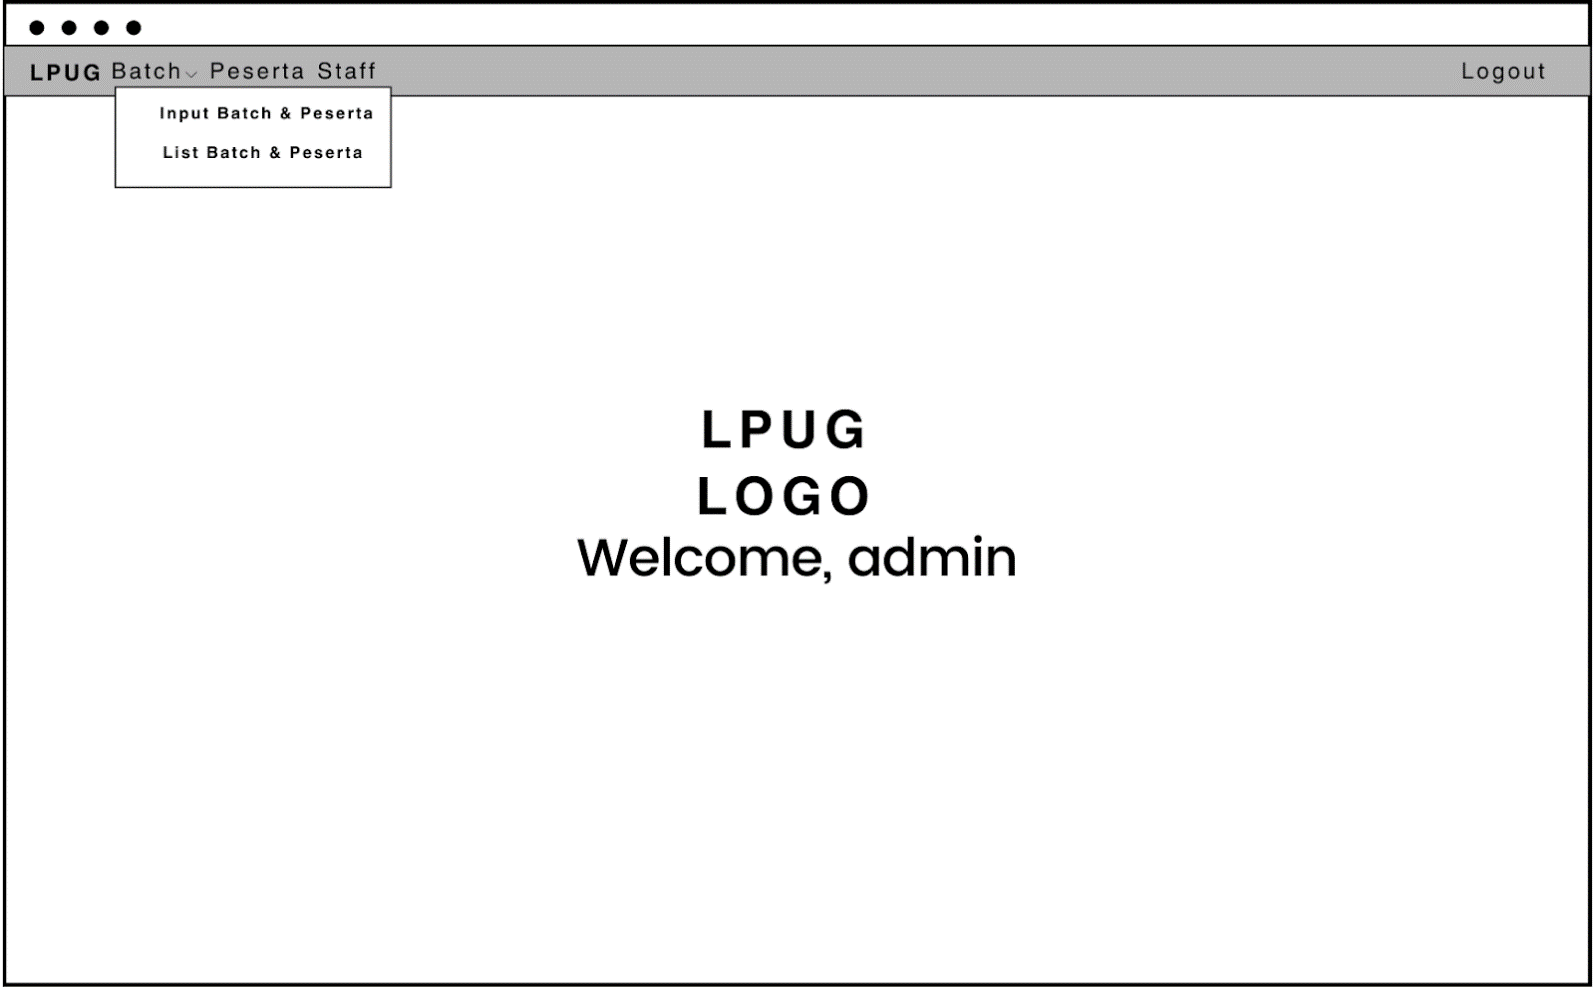 LPUG Batch Peserta Staff Logout
Input Batch & Peserta
List Batch & Peserta
LPUG
LOGO
Welcome, admin